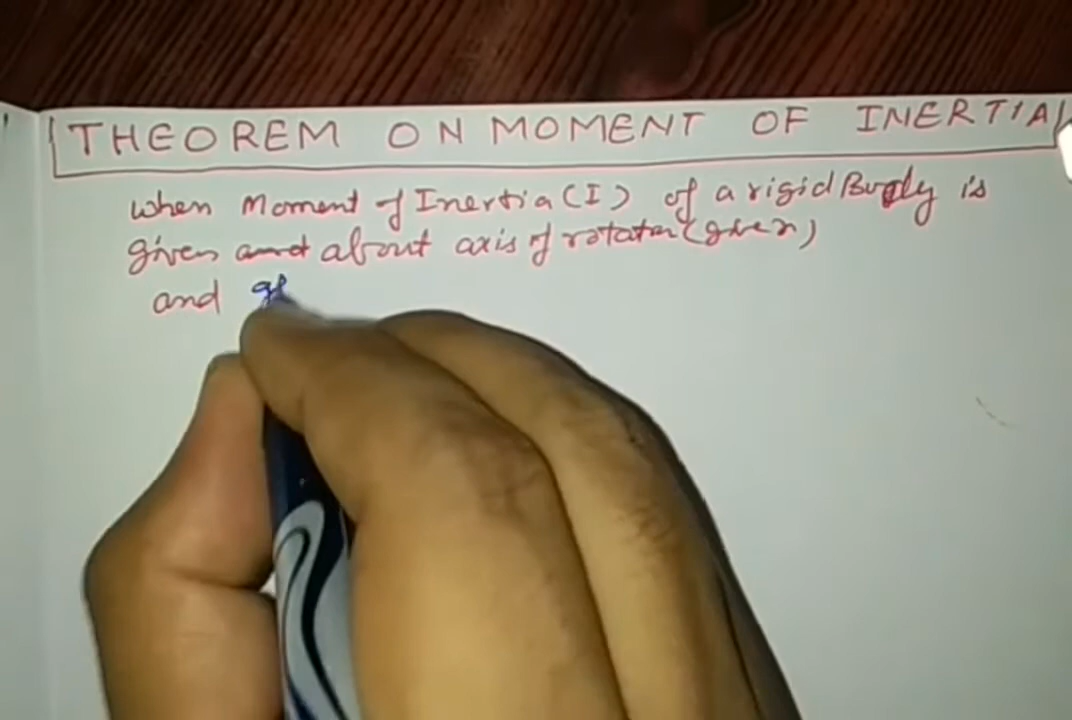 THEOREM ON MOMENT OF INERTIA
when Moment of Inertia (I) of a rigid Body is
given and about axis of rotation (given)
and